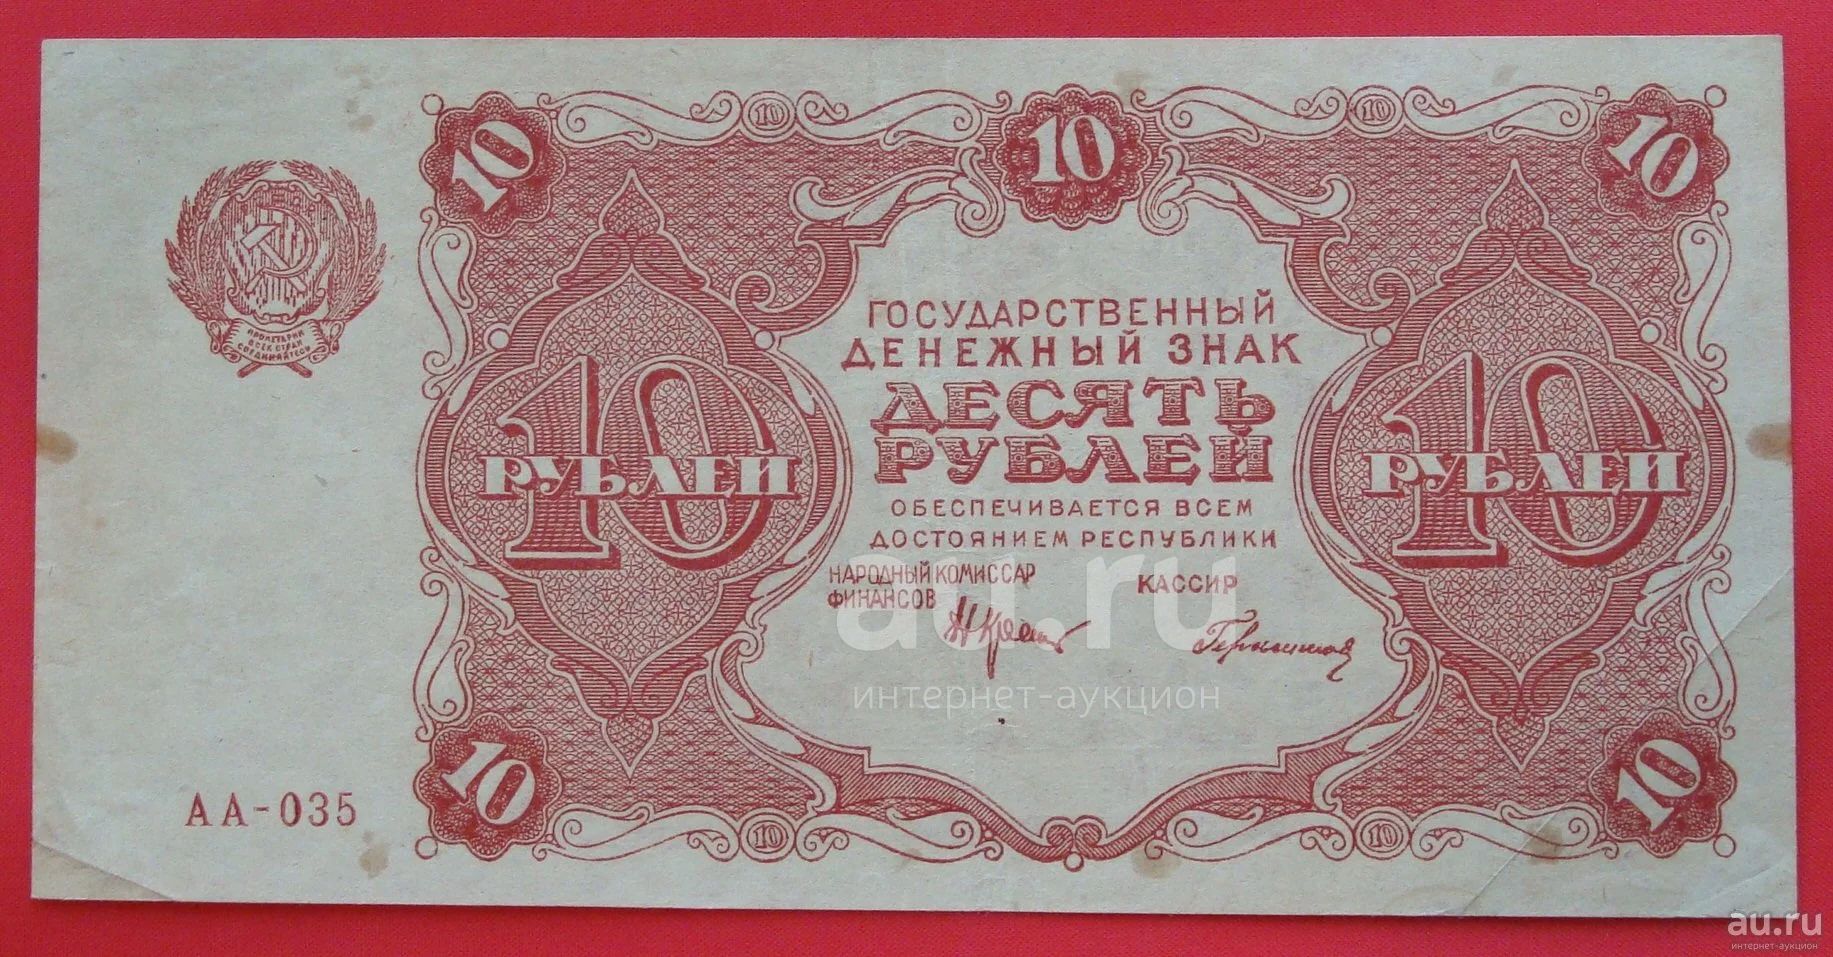 10 10 10 10 10
ПРОЛЕТАРИИ
ВСЕХ СТРАН
СОЕДИНЯЙТЕСЬ
ГОСУДАРСТВЕННЫЙ
ДЕНЕЖНЫЙ ЗНАК
ДЕСЯТЬ
РУБЛЕЙ
10 РУБЛЕЙ
10 РУБЛЕЙ
ОБЕСПЕЧИВАЕТСЯ ВСЕМ
ДОСТОЯНИЕМ РЕСПУБЛИКИ
НАРОДНЫЙ КОМИССАР
ФИНАНСОВ
КАССИР
au.ru
интернет-аукцион
АА-035
10 10 10 10
au.ru
интернет-аукцион